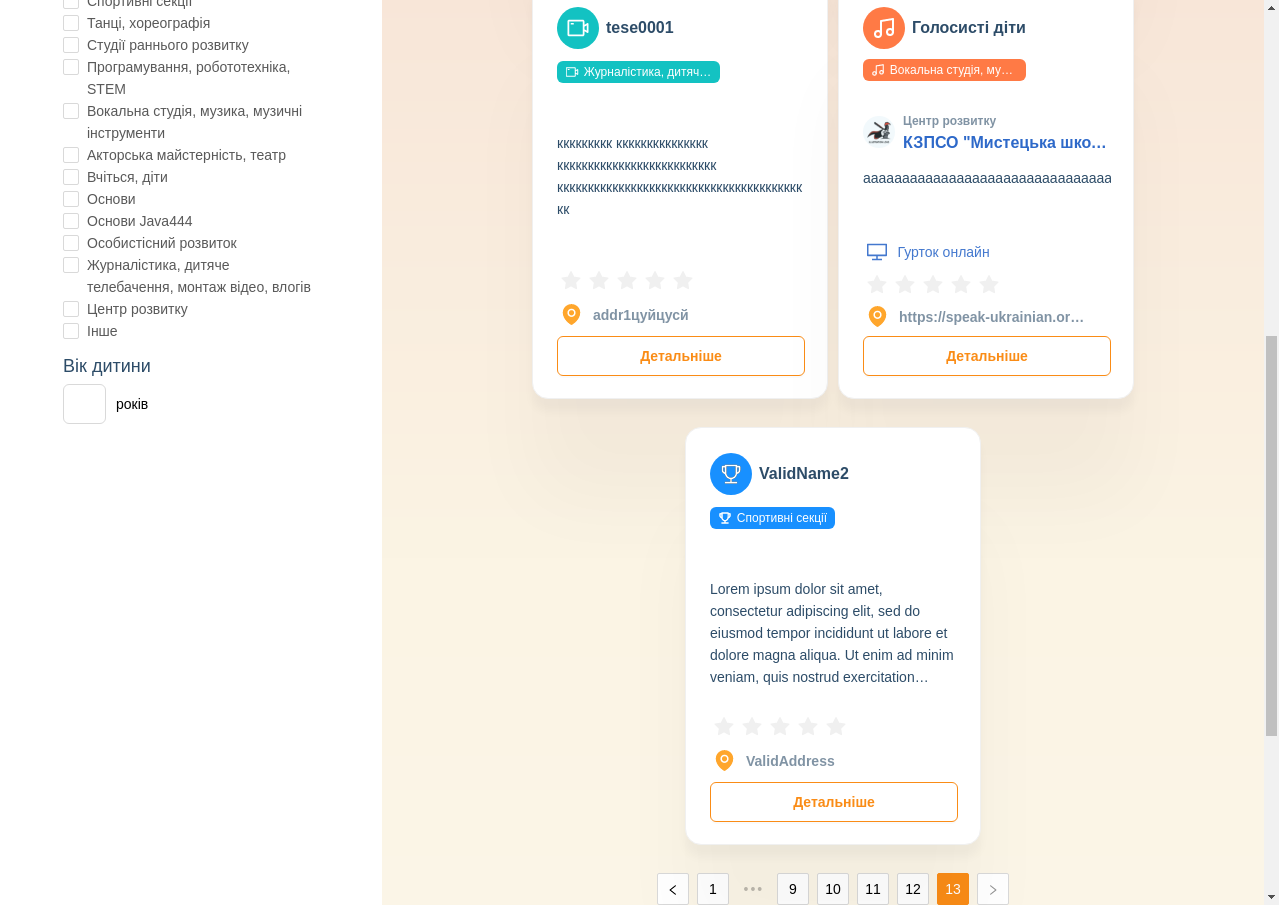 Спортивні секції
Танці, хореографія
Студії раннього розвитку
Програмування, робототехніка,
STEM
Вокальна студія, музика, музичні
інструменти
Акторська майстерність, театр
Вчіться, діти
Основи
Основи Java444
Особистісний розвиток
Журналістика, дитяче
телебачення, монтаж відео, влогів
Центр розвитку
Інше
Вік дитини
років
tese0001
Журналістика, дитяч…
ккккккккк ккккккккккккккк
кккккккккккккккккккккккккк
кккккккккккккккккккккккккккккккккккккккк
кк
addr1цуйцусй
Детальніше
Голосисті діти
Вокальна студія, му…
Центр розвитку
КЗПСО "Мистецька шко…
аааааааааааааааааааааааааааааааа
Гурток онлайн
https://speak-ukrainian.or…
Детальніше
ValidName2
Спортивні секції
Lorem ipsum dolor sit amet,
consectetur adipiscing elit, sed do
eiusmod tempor incididunt ut labore et
dolore magna aliqua. Ut enim ad minim
veniam, quis nostrud exercitation…
ValidAddress
Детальніше
< 1 ••• 9 10 11 12 13 >